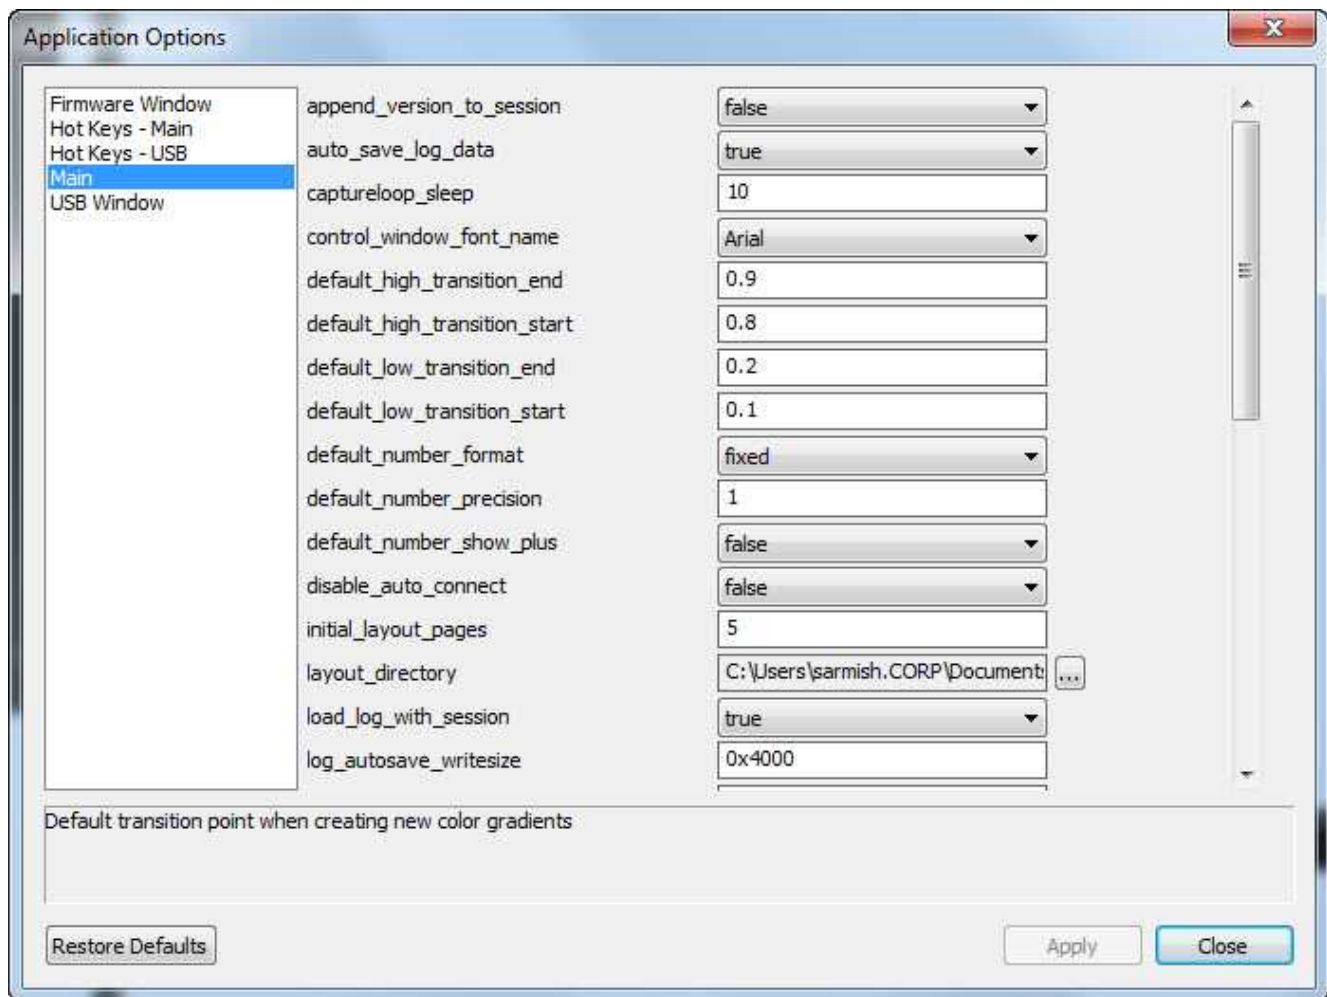 Application Options
Firmware Window
Hot Keys - Main
Hot Keys - USB
Main
USB Window
append_version_to_session false
auto_save_log_data true
captureloop_sleep 10
control_window_font_name Arial
default_high_transition_end 0.9
default_high_transition_start 0.8
default_low_transition_end 0.2
default_low_transition_start 0.1
default_number_format fixed
default_number_precision 1
default_number_show_plus false
disable_auto_connect false
initial_layout_pages 5
layout_directory C:\Users\sarmish.CORP\Documents ...
load_log_with_session true
log_autosave_writesize 0x4000
Default transition point when creating new color gradients
Restore Defaults Apply Close